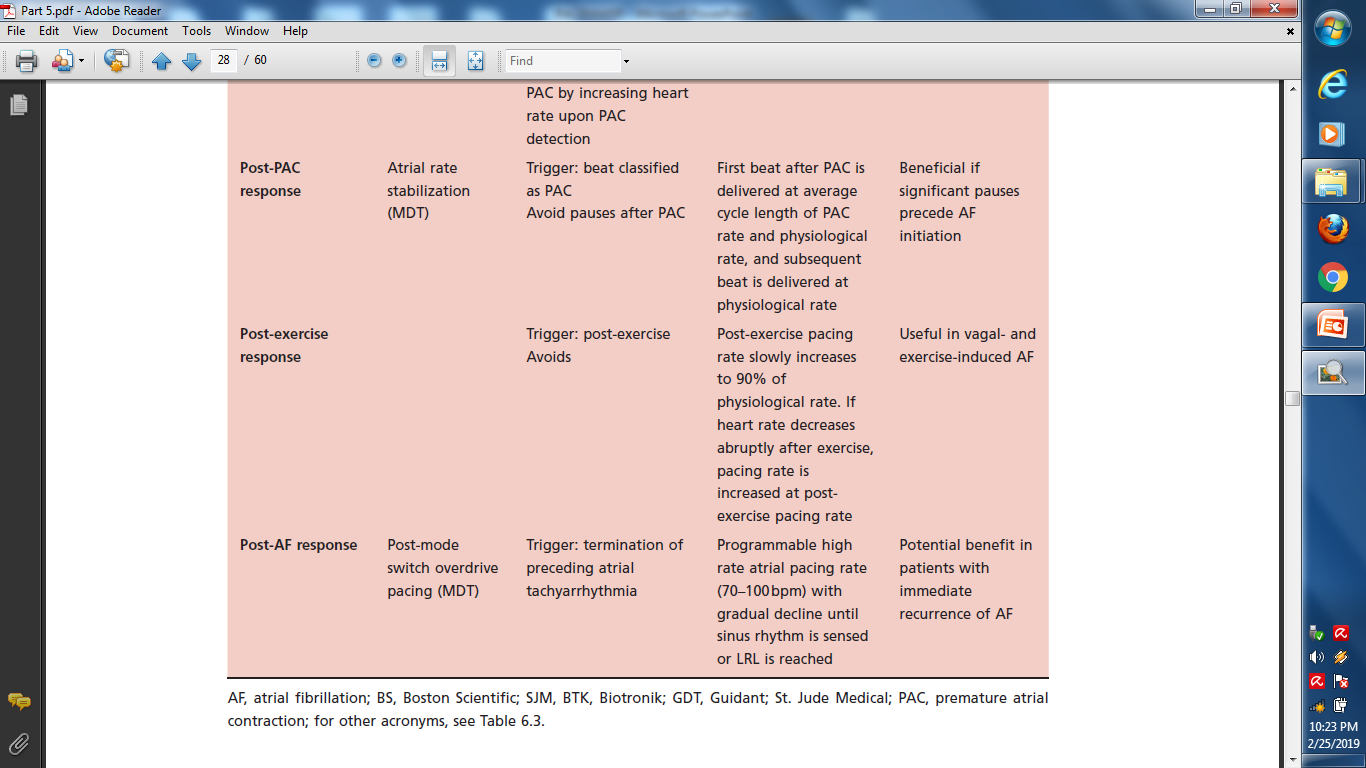 Part 5.pdf - Adobe Reader
File Edit View Document Tools Window Help
28 / 60 Find
PAC by increasing heart
rate upon PAC
detection
Post-PAC
response
Atrial rate
stabilization
(MDT)
Trigger: beat classified
as PAC
Avoid pauses after PAC
First beat after PAC is
delivered at average
cycle length of PAC
rate and physiological
rate, and subsequent
beat is delivered at
physiological rate
Beneficial if
significant pauses
precede AF
initiation
Post-exercise
response
Trigger: post-exercise
Avoids
Post-exercise pacing
rate slowly increases
to 90% of
physiological rate. If
heart rate decreases
abruptly after exercise,
pacing rate is
increased at post-
exercise pacing rate
Useful in vagal- and
exercise-induced AF
Post-AF response
Post-mode
switch overdrive
pacing (MDT)
Trigger: termination of
preceding atrial
tachyarrhythmia
Programmable high
rate atrial pacing rate
(70–100 bpm) with
gradual decline until
sinus rhythm is sensed
or LRL is reached
Potential benefit in
patients with
immediate
recurrence of AF
AF, atrial fibrillation; BS, Boston Scientific; SJM, BTK, Biotronik; GDT, Guidant; St. Jude Medical; PAC, premature atrial
contraction; for other acronyms, see Table 6.3.
10:23 PM
2/25/2019